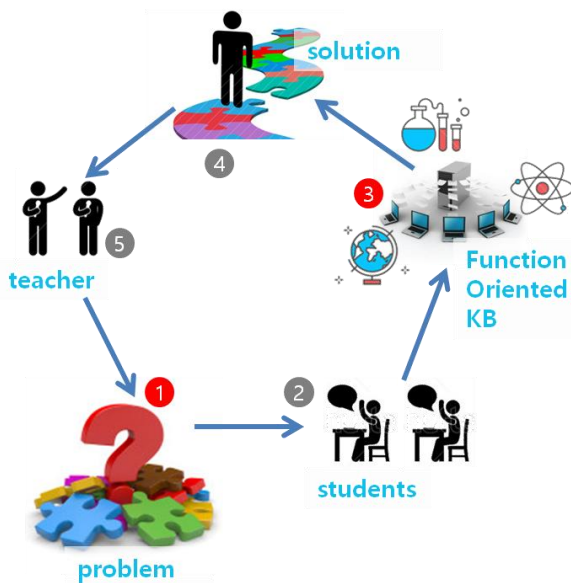 solution
4
3
5
teacher
Function
Oriented
KB
1
2
?
students
problem